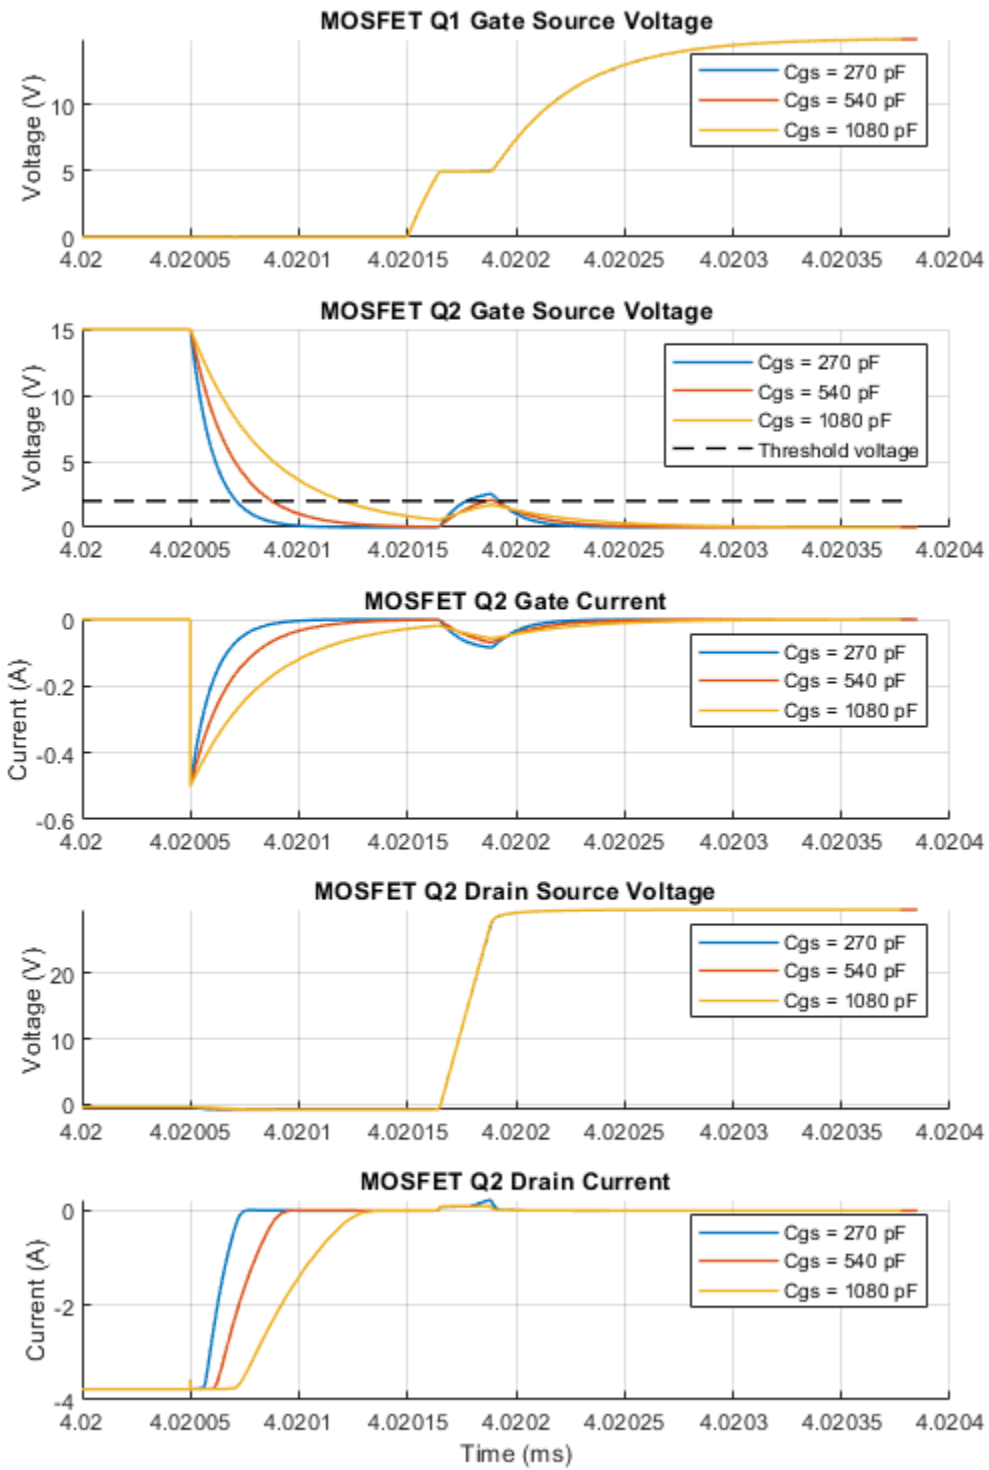 MOSFET Q1 Gate Source Voltage
Voltage (V)
10
5
0
Cgs = 270 pF
Cgs = 540 pF
Cgs = 1080 pF
4.02 4.02005 4.0201 4.02015 4.0202 4.02025 4.0203 4.02035 4.0204
MOSFET Q2 Gate Source Voltage
Voltage (V)
15
10
5
0
Cgs = 270 pF
Cgs = 540 pF
Cgs = 1080 pF
Threshold voltage
4.02 4.02005 4.0201 4.02015 4.0202 4.02025 4.0203 4.02035 4.0204
MOSFET Q2 Gate Current
Current (A)
0
-0.2
-0.4
-0.6
Cgs = 270 pF
Cgs = 540 pF
Cgs = 1080 pF
4.02 4.02005 4.0201 4.02015 4.0202 4.02025 4.0203 4.02035 4.0204
MOSFET Q2 Drain Source Voltage
Voltage (V)
20
10
0
Cgs = 270 pF
Cgs = 540 pF
Cgs = 1080 pF
4.02 4.02005 4.0201 4.02015 4.0202 4.02025 4.0203 4.02035 4.0204
MOSFET Q2 Drain Current
Current (A)
0
-2
-4
Cgs = 270 pF
Cgs = 540 pF
Cgs = 1080 pF
4.02 4.02005 4.0201 4.02015 4.0202 4.02025 4.0203 4.02035 4.0204
Time (ms)